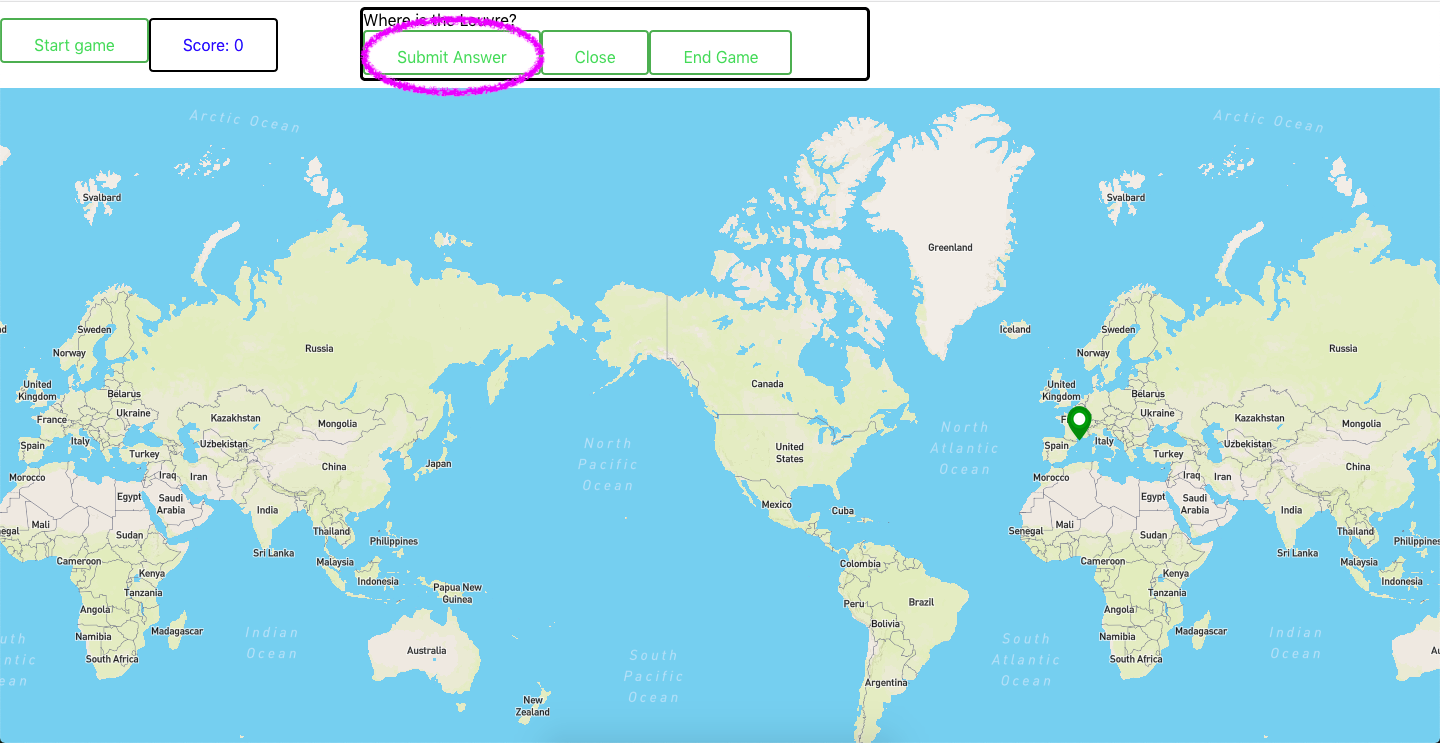 Where is the Louvre?
Start game
Score: 0
Submit Answer
Close
End Game
Arctic Ocean
Arctic Ocean
Svalbard
Svalbard
Greenland
Sweden
Iceland
Sweden
Norway
Russia
Norway
Russia
United
Kingdom
Canada
United
Kingdom
Belarus
Belarus
Ukraine
Ukraine
France
Kazakhstan
Mongolia
Kazakhstan
Mongolia
Spain
Italy
Uzbekistan
North
Pacific
Ocean
United
States
North
Atlantic
Ocean
Spain
Italy
Uzbekistan
Turkey
Turkey
Japan
China
China
Morocco
Iraq
Iran
Morocco
Iraq
Iran
Egypt
Saudi
Arabia
Mexico
Cuba
Egypt
Saudi
Arabia
India
India
Mali
Mali
Senegal
Sudan
Thailand
Sudan
Thailand
Philippines
Philippines
Sri Lanka
Sri Lanka
Cameroon
Malaysia
Colombia
Cameroon
Malaysia
Kenya
Indonesia
Kenya
Indonesia
Tanzania
Papua New
Guinea
Tanzania
Angola
Peru
Brazil
Angola
Bolivia
Namibia
Madagascar
Indian
Ocean
Namibia
Madagascar
Indian
Ocean
South Africa
Australia
South
Pacific
Ocean
South
Atlantic
Ocean
South Africa
Argentina
New
Zealand